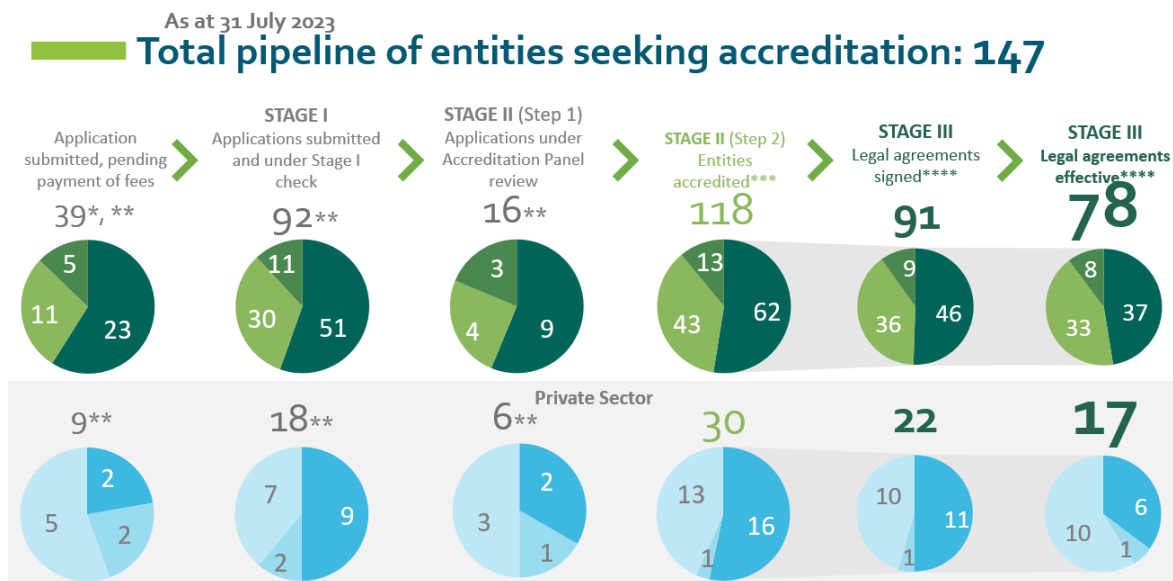 As at 31 July 2023
Total pipeline of entities seeking accreditation: 147
Application
submitted, pending
payment of fees
39*, **
STAGE I
Applications submitted
and under Stage I
check
92**
STAGE II (Step 1)
Applications under
Accreditation Panel
review
16**
STAGE II (Step 2)
Entities
accredited***
118
STAGE III
Legal agreements
signed****
91
STAGE III
Legal agreements
effective****
78
5
11
23
11
30
51
3
4
9
13
43
62
9
36
46
8
33
37
Private Sector
9**
18**
6**
30
22
17
2
5
2
7
9
2
2
3
1
13
16
1
10
11
1
6
10
1